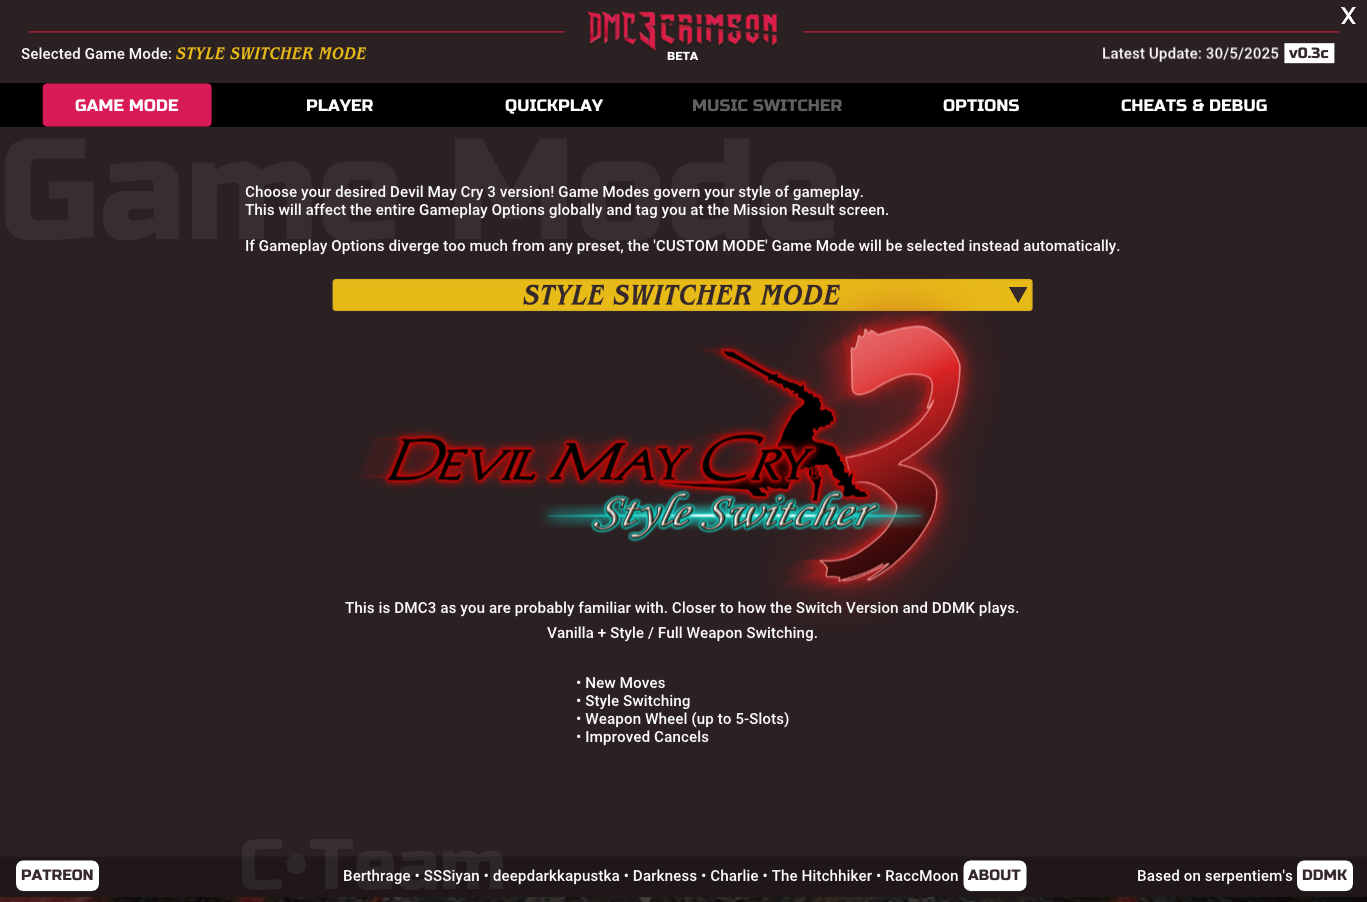 DMC3CRIMSON
X
Selected Game Mode: STYLE SWITCHER MODE
BETA
Latest Update: 30/5/2025 v0.3c
GAME MODE PLAYER QUICKPLAY MUSIC SWITCHER OPTIONS CHEATS & DEBUG
Game Mode
Choose your desired Devil May Cry 3 version! Game Modes govern your style of gameplay.
This will affect the entire Gameplay Options globally and tag you at the Mission Result screen.
If Gameplay Options diverge too much from any preset, the 'CUSTOM MODE' Game Mode will be selected instead automatically.
STYLE SWITCHER MODE
DEVIL MAY CRY 3
Style Switcher
This is DMC3 as you are probably familiar with. Closer to how the Switch Version and DDMK plays.
Vanilla + Style / Full Weapon Switching.
• New Moves
• Style Switching
• Weapon Wheel (up to 5-Slots)
• Improved Cancels
C•Team
PATREON Berthrage • SSSiyan • deepdarkkapustka • Darkness • Charlie • The Hitchhiker • RaccMoon ABOUT Based on serpentiem's DDMK